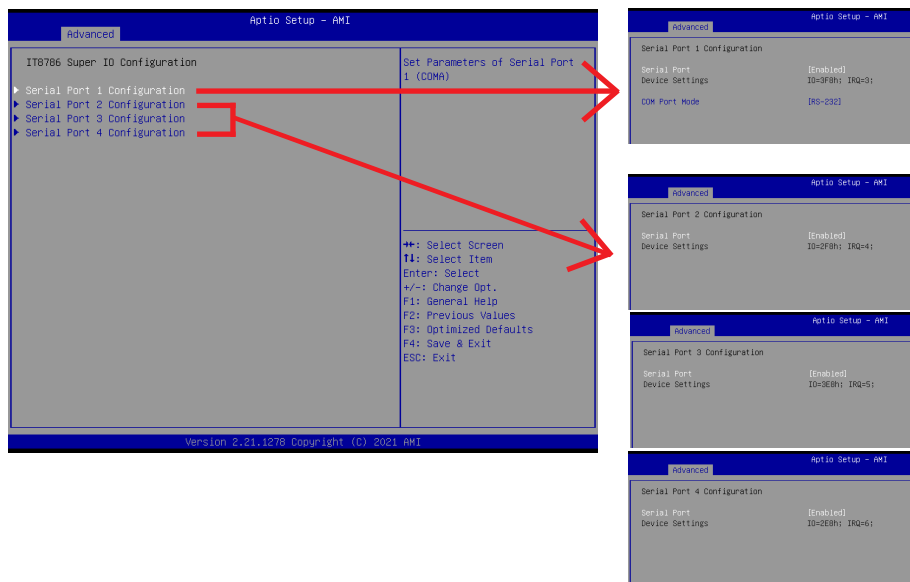 Aptio Setup – AMI
Advanced
IT8786 Super IO Configuration
Serial Port 1 Configuration
Serial Port 2 Configuration
Serial Port 3 Configuration
Serial Port 4 Configuration
Set Parameters of Serial Port
1 (COMA)
→←: Select Screen
↑↓: Select Item
Enter: Select
+/-: Change Opt.
F1: General Help
F2: Previous Values
F3: Optimized Defaults
F4: Save & Exit
ESC: Exit
Version 2.21.1278 Copyright (C) 2021 AMI
Aptio Setup – AMI
Advanced
Serial Port 1 Configuration
Serial Port [Enabled]
Device Settings IO=3F8h; IRQ=3;
COM Port Mode [RS-232]
Aptio Setup – AMI
Advanced
Serial Port 2 Configuration
Serial Port [Enabled]
Device Settings IO=2F8h; IRQ=4;
Aptio Setup – AMI
Advanced
Serial Port 3 Configuration
Serial Port [Enabled]
Device Settings IO=3E8h; IRQ=5;
Aptio Setup – AMI
Advanced
Serial Port 4 Configuration
Serial Port [Enabled]
Device Settings IO=2E8h; IRQ=6;